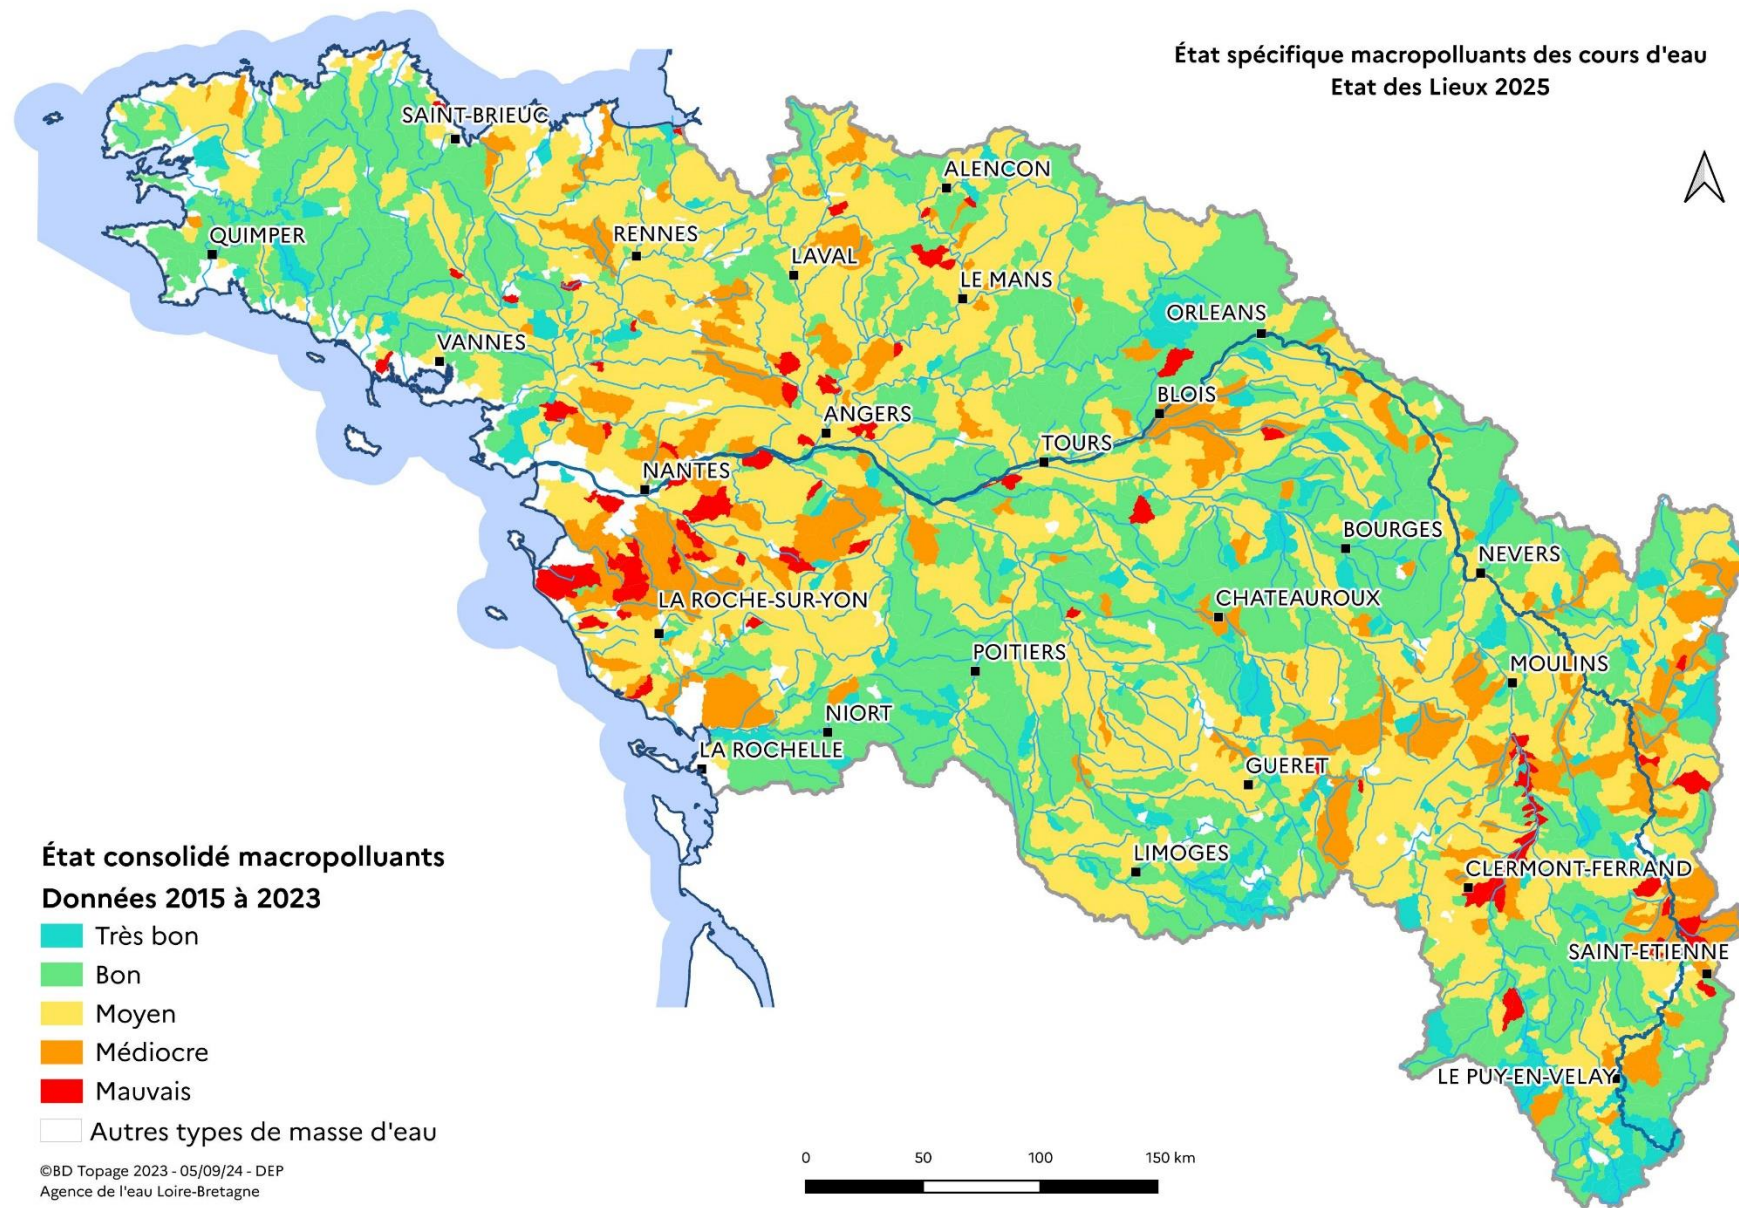 État spécifique macropolluants des cours d'eau
Etat des Lieux 2025
SAINT-BRIEUC
ALENCON
QUIMPER
RENNES
LAVAL
LE MANS
ORLEANS
VANNES
BLOIS
ANGERS
TOURS
NANTES
BOURGES
NEVERS
LA ROCHE-SUR-YON
CHATEAUROUX
POITIERS
MOULINS
NIORT
LA ROCHELLE
GUERET
LIMOGES
CLERMONT-FERRAND
SAINT-ETIENNE
LE PUY-EN-VELAY
État consolidé macropolluants
Données 2015 à 2023
Très bon
Bon
Moyen
Médiocre
Mauvais
Autres types de masse d'eau
©BD Topage 2023 - 05/09/24 - DEP
Agence de l'eau Loire-Bretagne
0 50 100 150 km